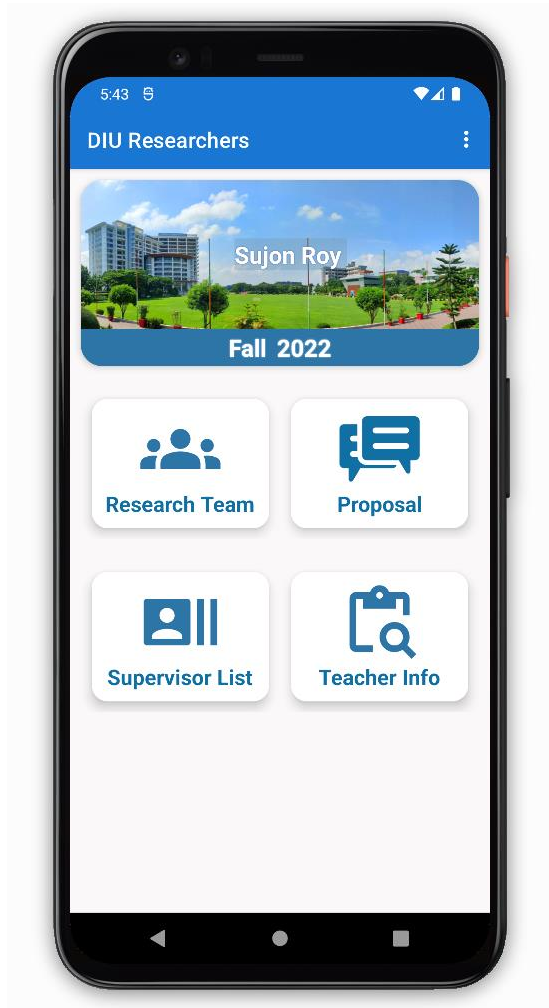 5:43
DIU Researchers
Sujon Roy
Fall 2022
Research Team
Proposal
Supervisor List
Teacher Info